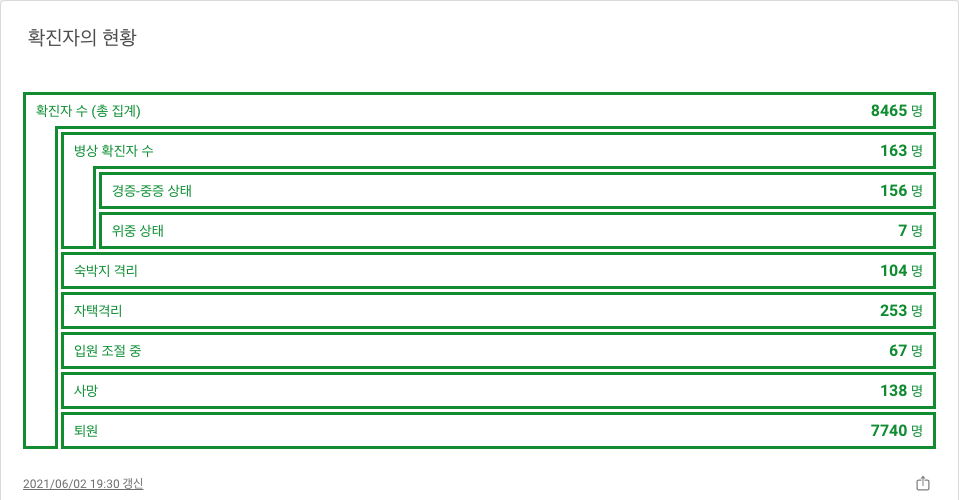 확진자의 현황
확진자 수 (총 집계) 8465 명
병상 확진자 수 163 명
경증-중증 상태 156 명
위중 상태 7 명
숙박지 격리 104 명
자택격리 253 명
입원 조절 중 67 명
사망 138 명
퇴원 7740 명
2021/06/02 19:30 갱신